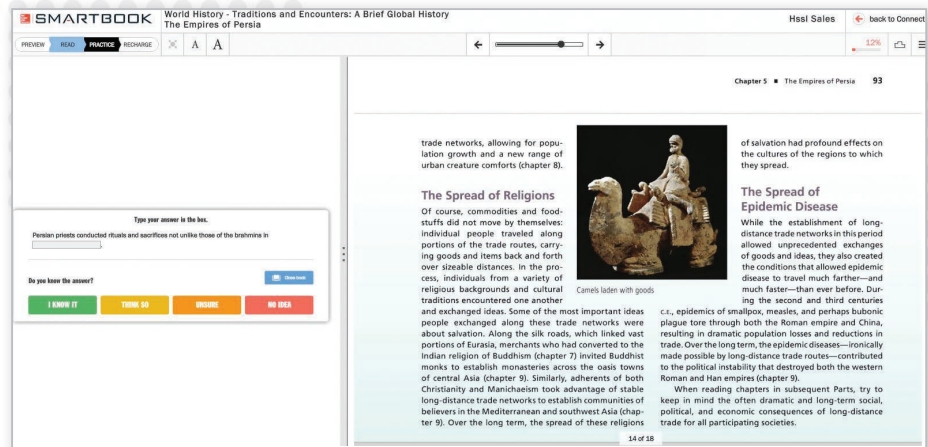 SMARTBOOK
World History - Traditions and Encounters: A Brief Global History
The Empires of Persia
Hssl Sales
back to Connect
PREVIEW READ PRACTICE RECHARGE
A A
12%
Chapter 5 ■ The Empires of Persia 93
Type your answer in the box.
Persian priests conducted rituals and sacrifices not unlike those of the brahmins in
.
Do you know the answer?
I KNOW IT THINK SO UNSURE NO IDEA
trade networks, allowing for popu-
lation growth and a new range of
urban creature comforts (chapter 8).
The Spread of Religions
Of course, commodities and food-
stuffs did not move by themselves:
individual people traveled along
portions of the trade routes, carry-
ing goods and items back and forth
over sizeable distances. In the pro-
cess, individuals from a variety of
religious backgrounds and cultural
traditions encountered one another
and exchanged ideas. Some of the most important ideas
people exchanged along these trade networks were
about salvation. Along the silk roads, which linked vast
portions of Eurasia, merchants who had converted to the
Indian religion of Buddhism (chapter 7) invited Buddhist
monks to establish monasteries across the oasis towns
of central Asia (chapter 9). Similarly, adherents of both
Christianity and Manichaeism took advantage of stable
long-distance trade networks to establish communities of
believers in the Mediterranean and southwest Asia (chap-
ter 9). Over the long term, the spread of these religions
Camels laden with goods
of salvation had profound effects on
the cultures of the regions to which
they spread.
The Spread of
Epidemic Disease
While the establishment of long-
distance trade networks in this period
allowed unprecedented exchanges
of goods and ideas, they also created
the conditions that allowed epidemic
disease to travel much farther—and
much faster—than ever before. Dur-
ing the second and third centuries
C.E., epidemics of smallpox, measles, and perhaps bubonic
plague tore through both the Roman empire and China,
resulting in dramatic population losses and reductions in
trade. Over the long term, the epidemic diseases—ironically
made possible by long-distance trade routes—contributed
to the political instability that destroyed both the western
Roman and Han empires (chapter 9).
When reading chapters in subsequent Parts, try to
keep in mind the often dramatic and long-term social,
political, and economic consequences of long-distance
trade for all participating societies.
14 of 18